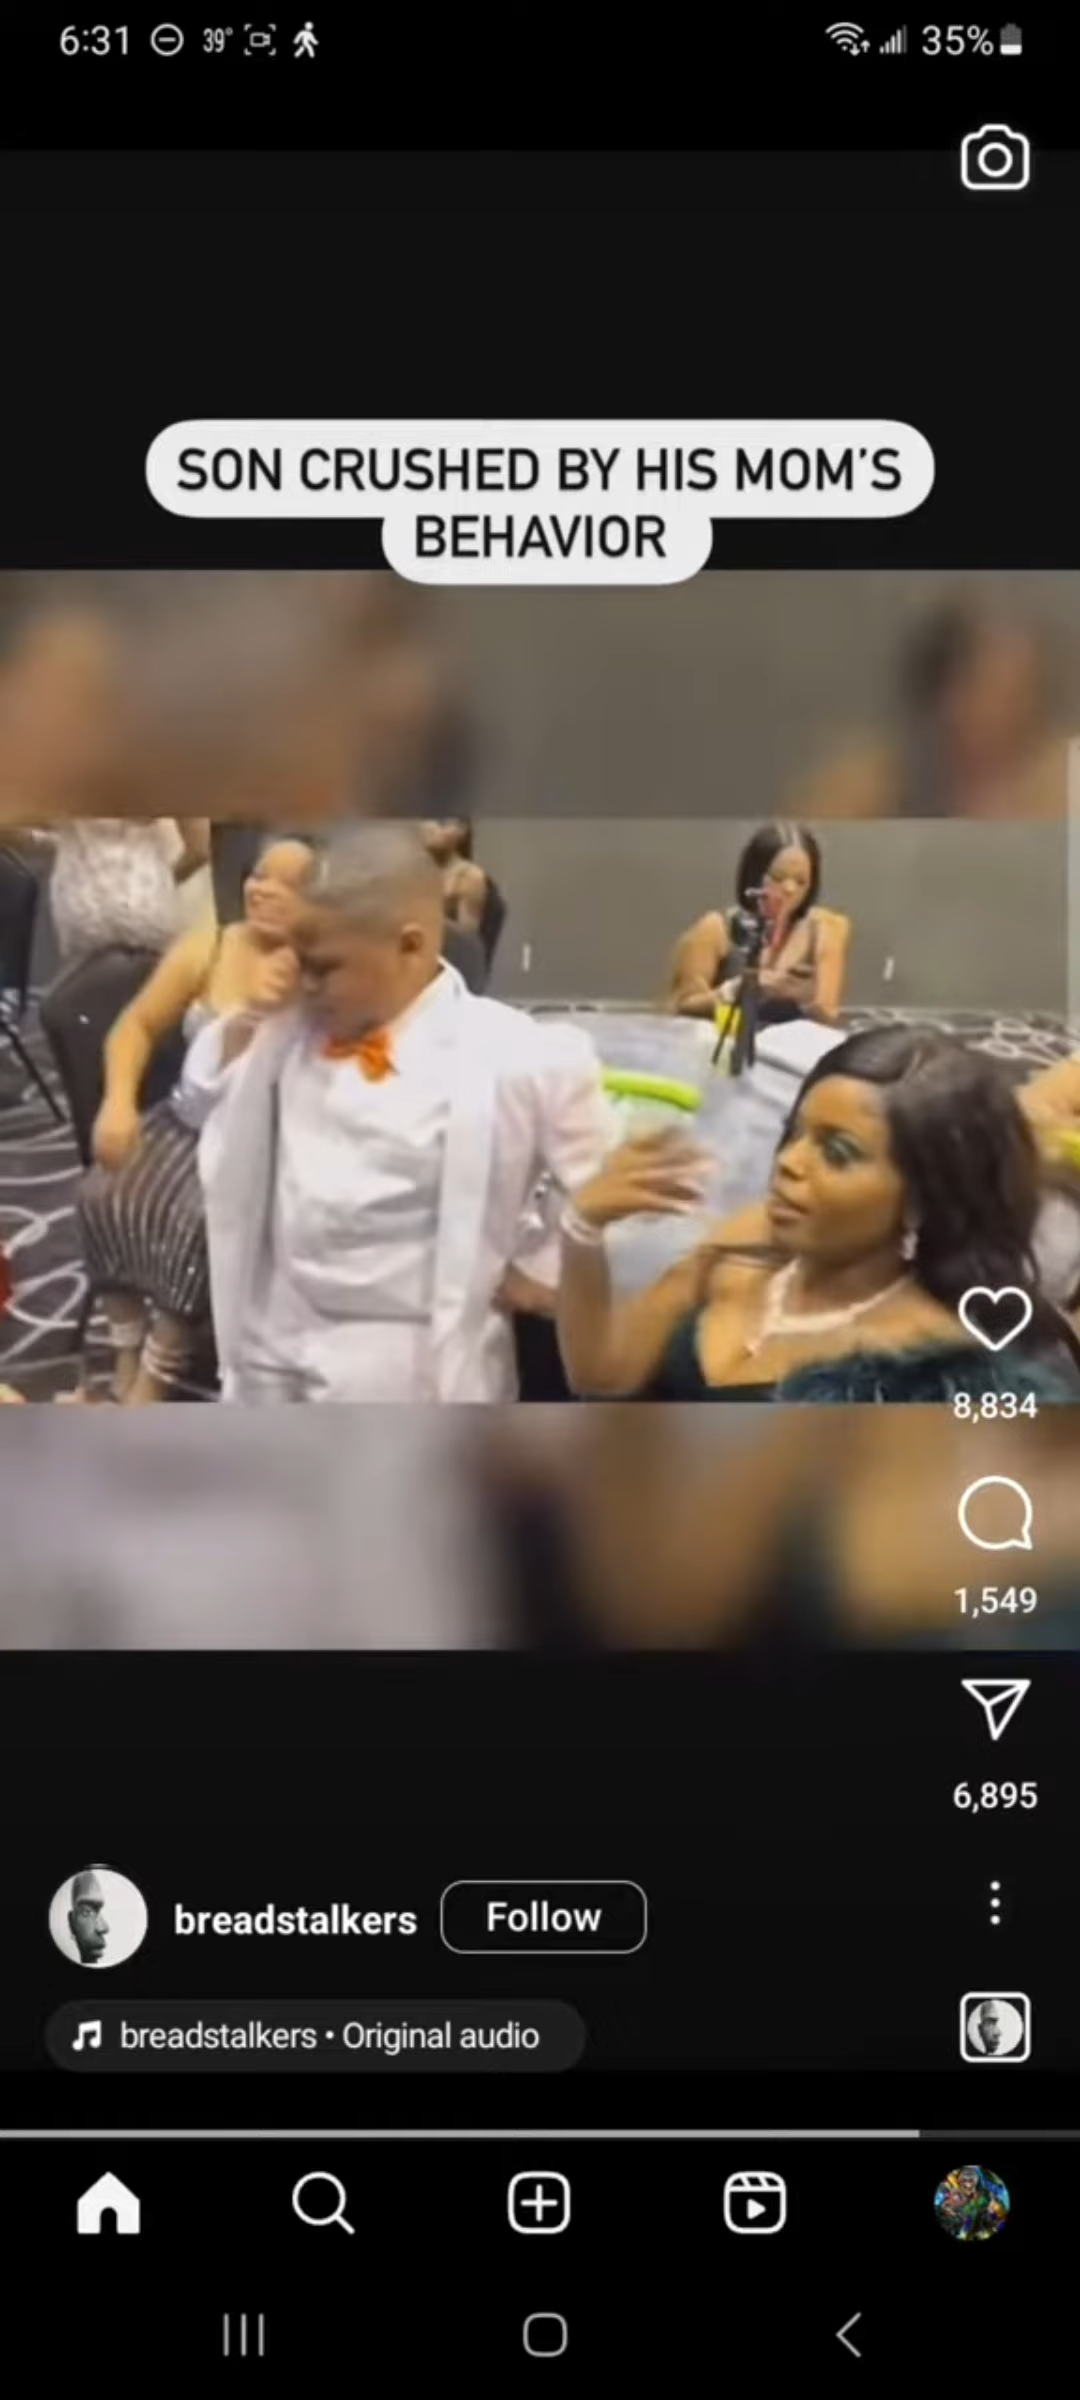 6:31 39° 35%
SON CRUSHED BY HIS MOM'S
BEHAVIOR
8,834
1,549
6,895
breadstalkers Follow
breadstalkers • Original audio